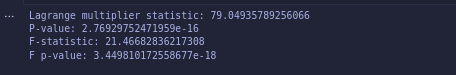 ... Lagrange multiplier statistic: 79.04935789256066
P-value: 2.76929752471959e-16
F-statistic: 21.46682836217308
F p-value: 3.449810172558677e-18